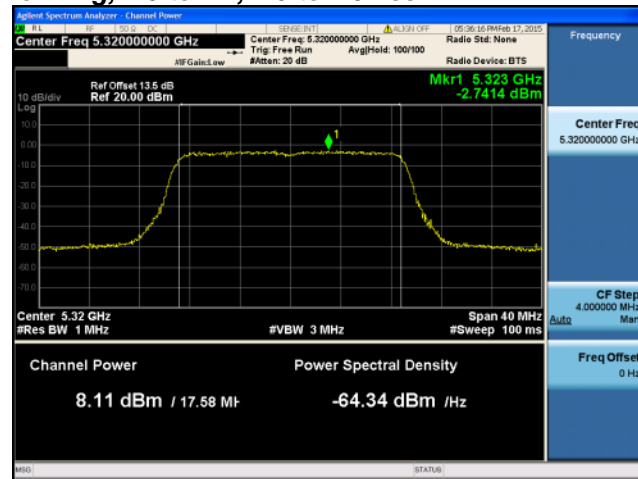 Agilent Spectrum Analyzer - Channel Power
RL RF 50 Ω DC SENSE:INT ALIGN OFF 05:36:16 PM Feb 17, 2015
Center Freq 5.320000000 GHz Center Freq: 5.320000000 GHz Radio Std: None Frequency
Trig: Free Run Avg|Hold: 100/100
#IFGain:Low #Atten: 20 dB Radio Device: BTS
Ref Offset 13.5 dB Mkr1 5.323 GHz
10 dB/div Ref 20.00 dBm -2.7414 dBm
Log
10.0
0.00
-10.0
-20.0
-30.0
-40.0
-50.0
-60.0
-70.0
1
Center Freq
5.320000000 GHz
CF Step
4.000000 MHz
Auto Man
Center 5.32 GHz Span 40 MHz
#Res BW 1 MHz #VBW 3 MHz #Sweep 100 ms
Channel Power Power Spectral Density
8.11 dBm / 17.58 MH -64.34 dBm /Hz
Freq Offset
0 Hz
MSG STATUS